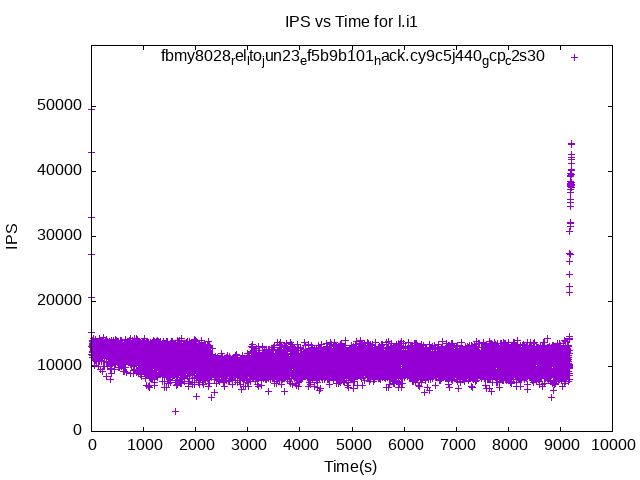 IPS vs Time for l.i1
fbmy8028relltojun23ef5b9b101hack.cy9c5j440gcpc2s30
50000
40000
30000
20000
10000
0
IPS
0 1000 2000 3000 4000 5000 6000 7000 8000 9000 10000
Time(s)